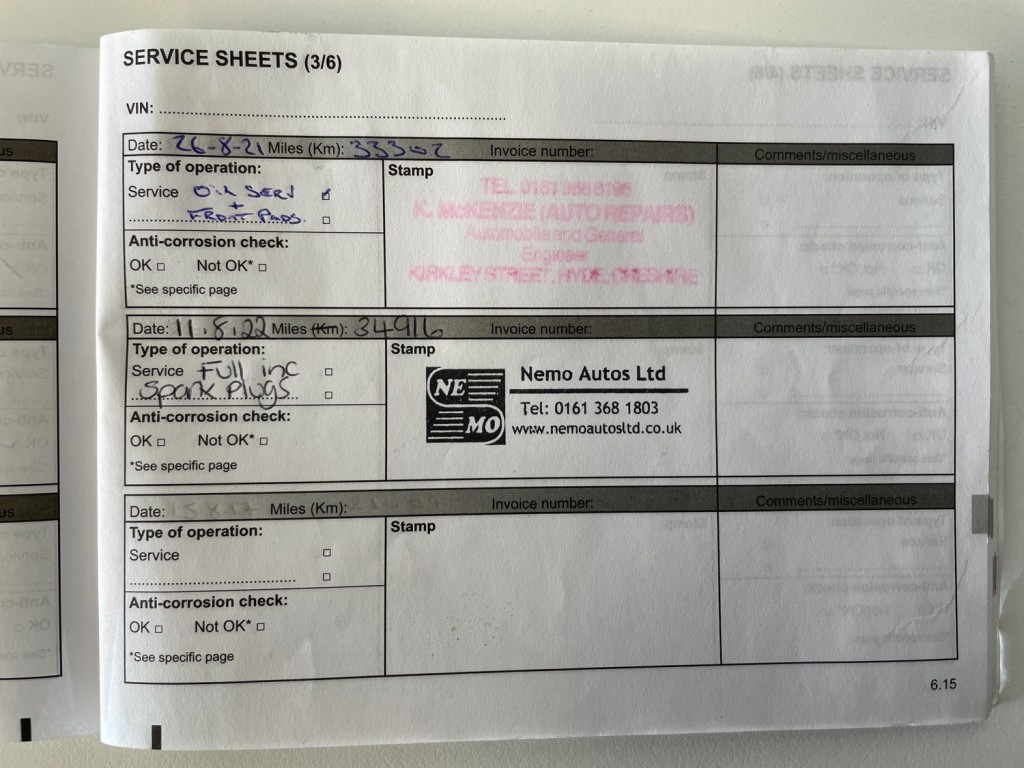 SERVICE SHEETS (3/6)
VIN:
Date: 26-8-21 Miles (Km): 33302 Invoice number: Comments/miscellaneous
Type of operation:
Service Oil SERV
+
FRONT PADS.
Anti-corrosion check:
OK Not OK*
*See specific page
Stamp
TEL 0161 368 8195
K. McKENZIE (AUTO REPAIRS)
Automobile and General
Engineer
KIRKLEY STREET, HYDE, CHESHIRE
Date: 11.8.22 Miles (Km): 34916 Invoice number: Comments/miscellaneous
Type of operation:
Service Full inc
Spark Plugs
Anti-corrosion check:
OK Not OK*
*See specific page
Stamp
NE
MO
Nemo Autos Ltd
Tel: 0161 368 1803
www.nemoautosltd.co.uk
Date: Miles (Km): Invoice number: Comments/miscellaneous
Type of operation:
Service
Anti-corrosion check:
OK Not OK*
*See specific page
Stamp
6.15
us
us
us